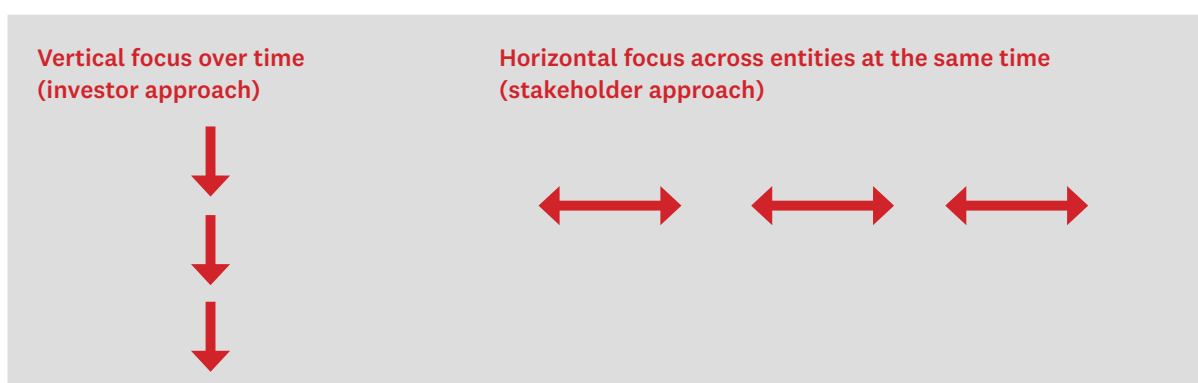 Vertical focus over time
(investor approach)
Horizontal focus across entities at the same time
(stakeholder approach)